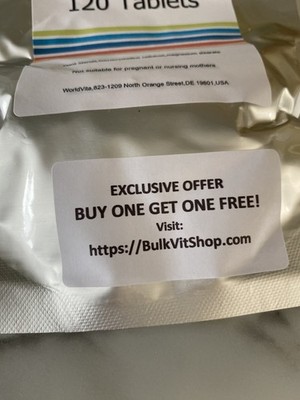 120 Tablets
Not suitable for pregnant or nursing mothers
WorldVita,823-1209 North Orange Street,DE 19801,USA
EXCLUSIVE OFFER
BUY ONE GET ONE FREE!
Visit:
https://BulkVitShop.com